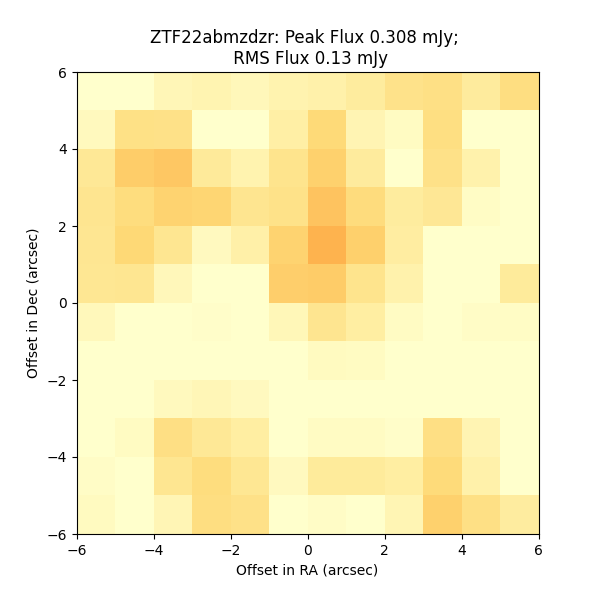 ZTF22abmzdzr: Peak Flux 0.308 mJy;
RMS Flux 0.13 mJy
6
4
2
0
−2
−4
−6
Offset in Dec (arcsec)
−6 −4 −2 0 2 4 6
Offset in RA (arcsec)